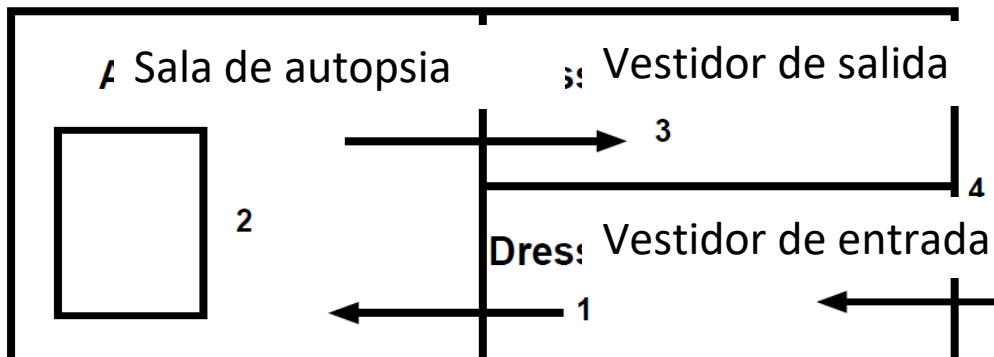 Sala de autopsia
Vestidor de salida
3
4
2
Vestidor de entrada
1